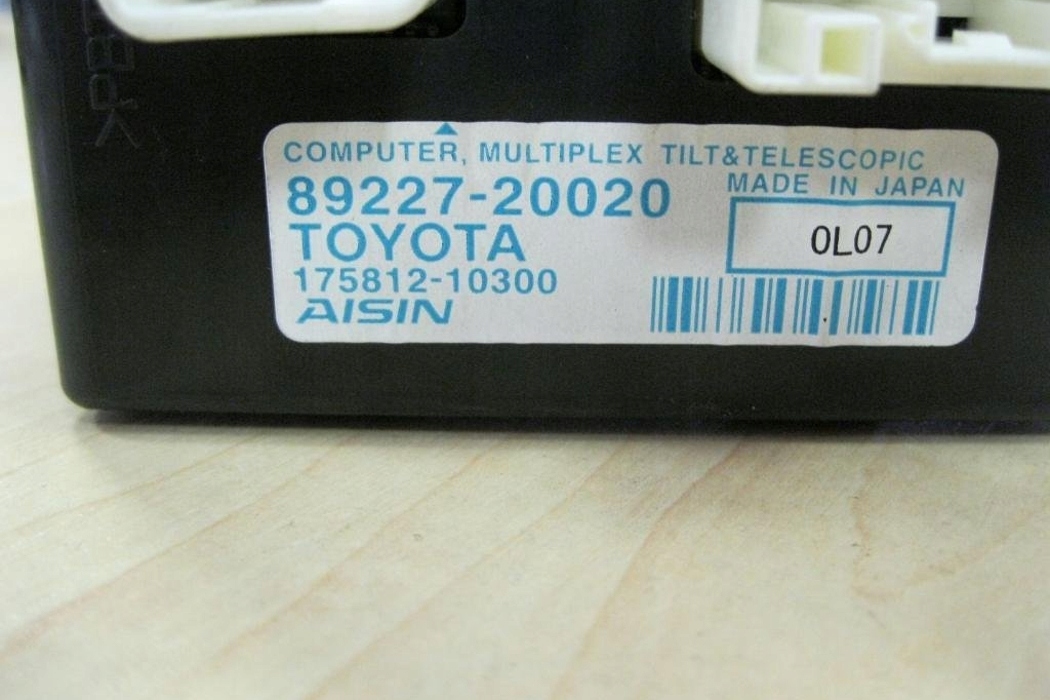 COMPUTER, MULTIPLEX TILT&TELESCOPIC
89227-20020
MADE IN JAPAN
TOYOTA
0L07
175812-10300
AISIN